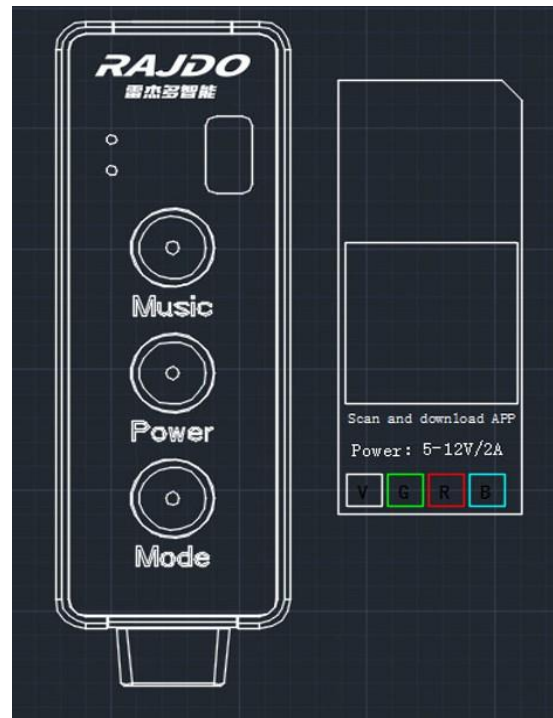 RAJDO
雷杰多智能
Music
Power
Mode
Scan and download APP
Power: 5-12V/2A
V G R B